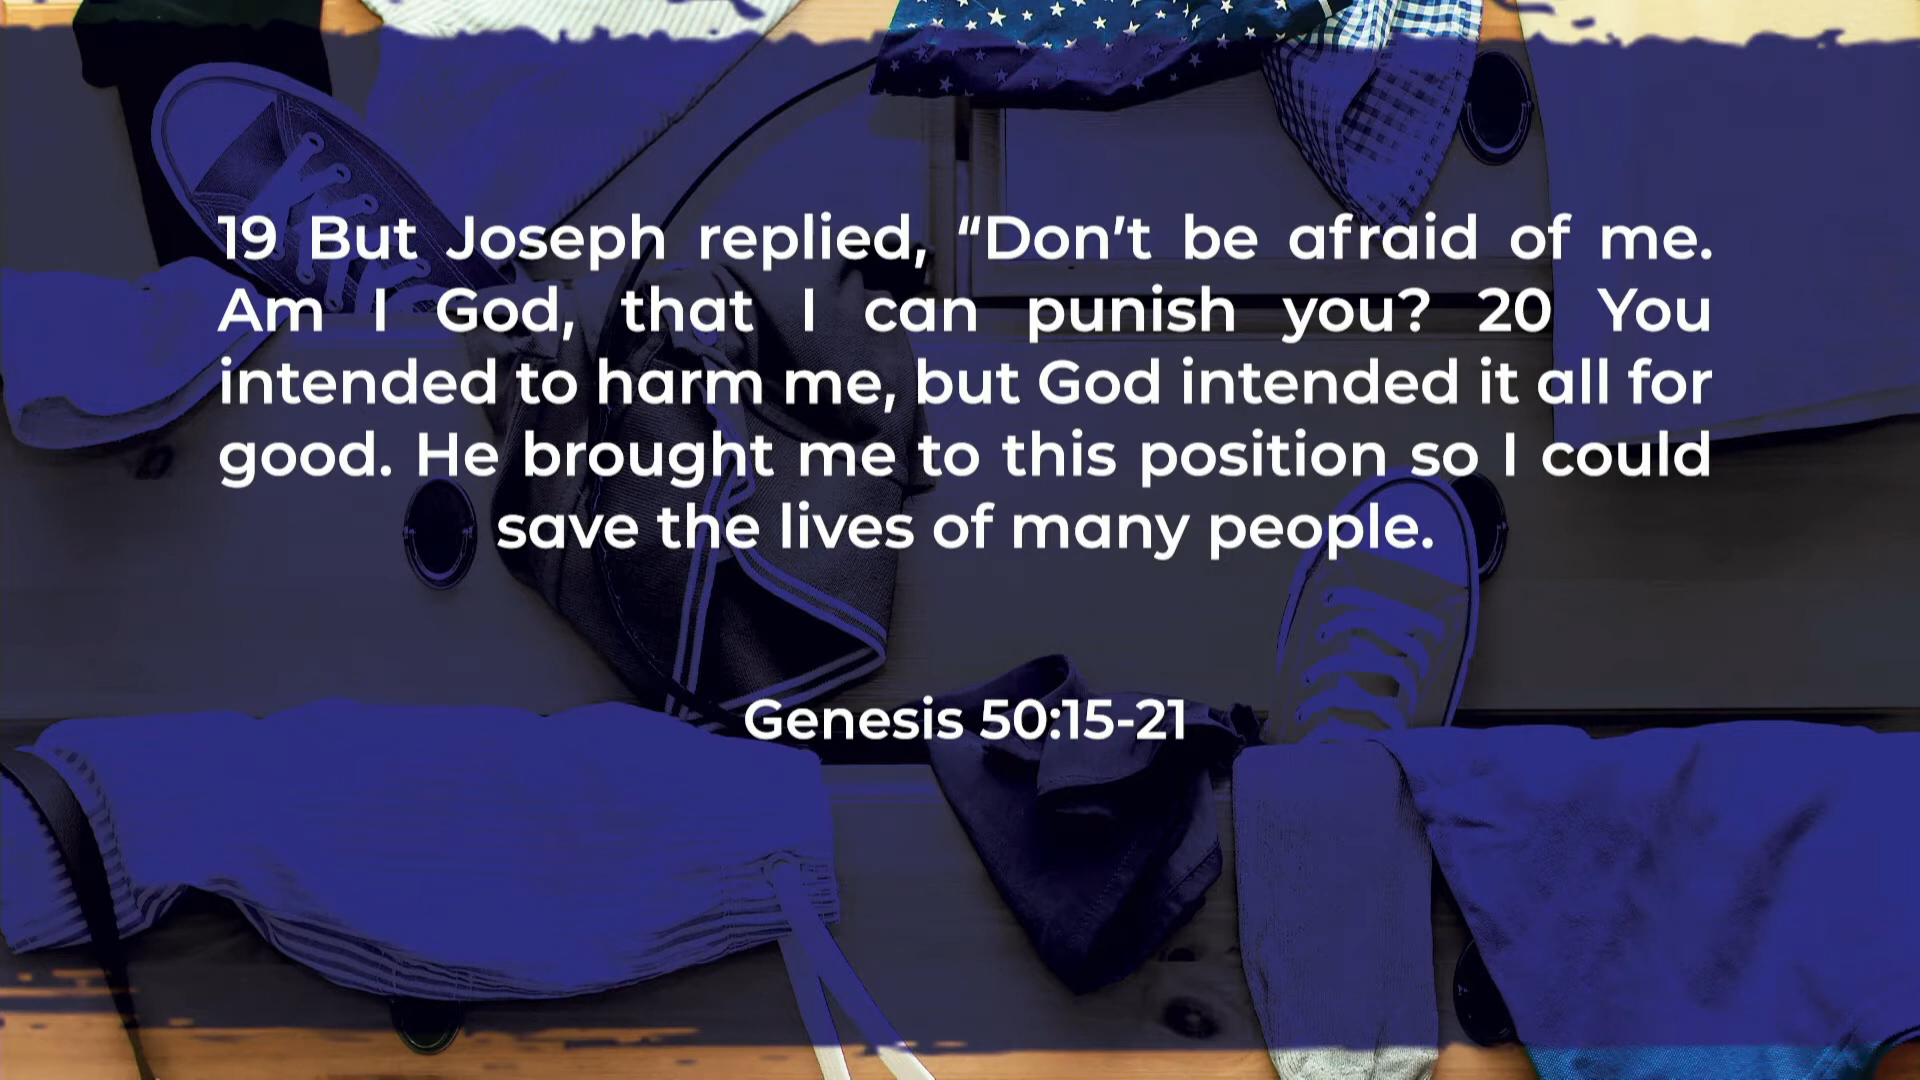 19 But Joseph replied, “Don’t be afraid of me.
Am I God, that I can punish you? 20 You
intended to harm me, but God intended it all for
good. He brought me to this position so I could
save the lives of many people.
Genesis 50:15-21